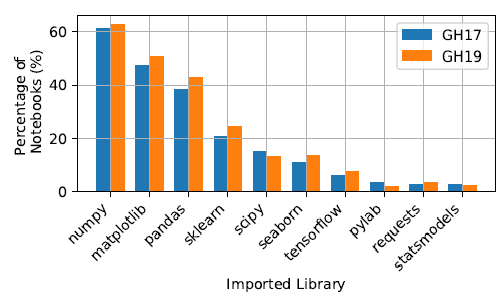 Percentage of
Notebooks (%)
60
40
20
0
GH17
GH19
numpy
matplotlib
pandas
sklearn
scipy
seaborn
tensorflow
pylab
requests
statsmodels
Imported Library